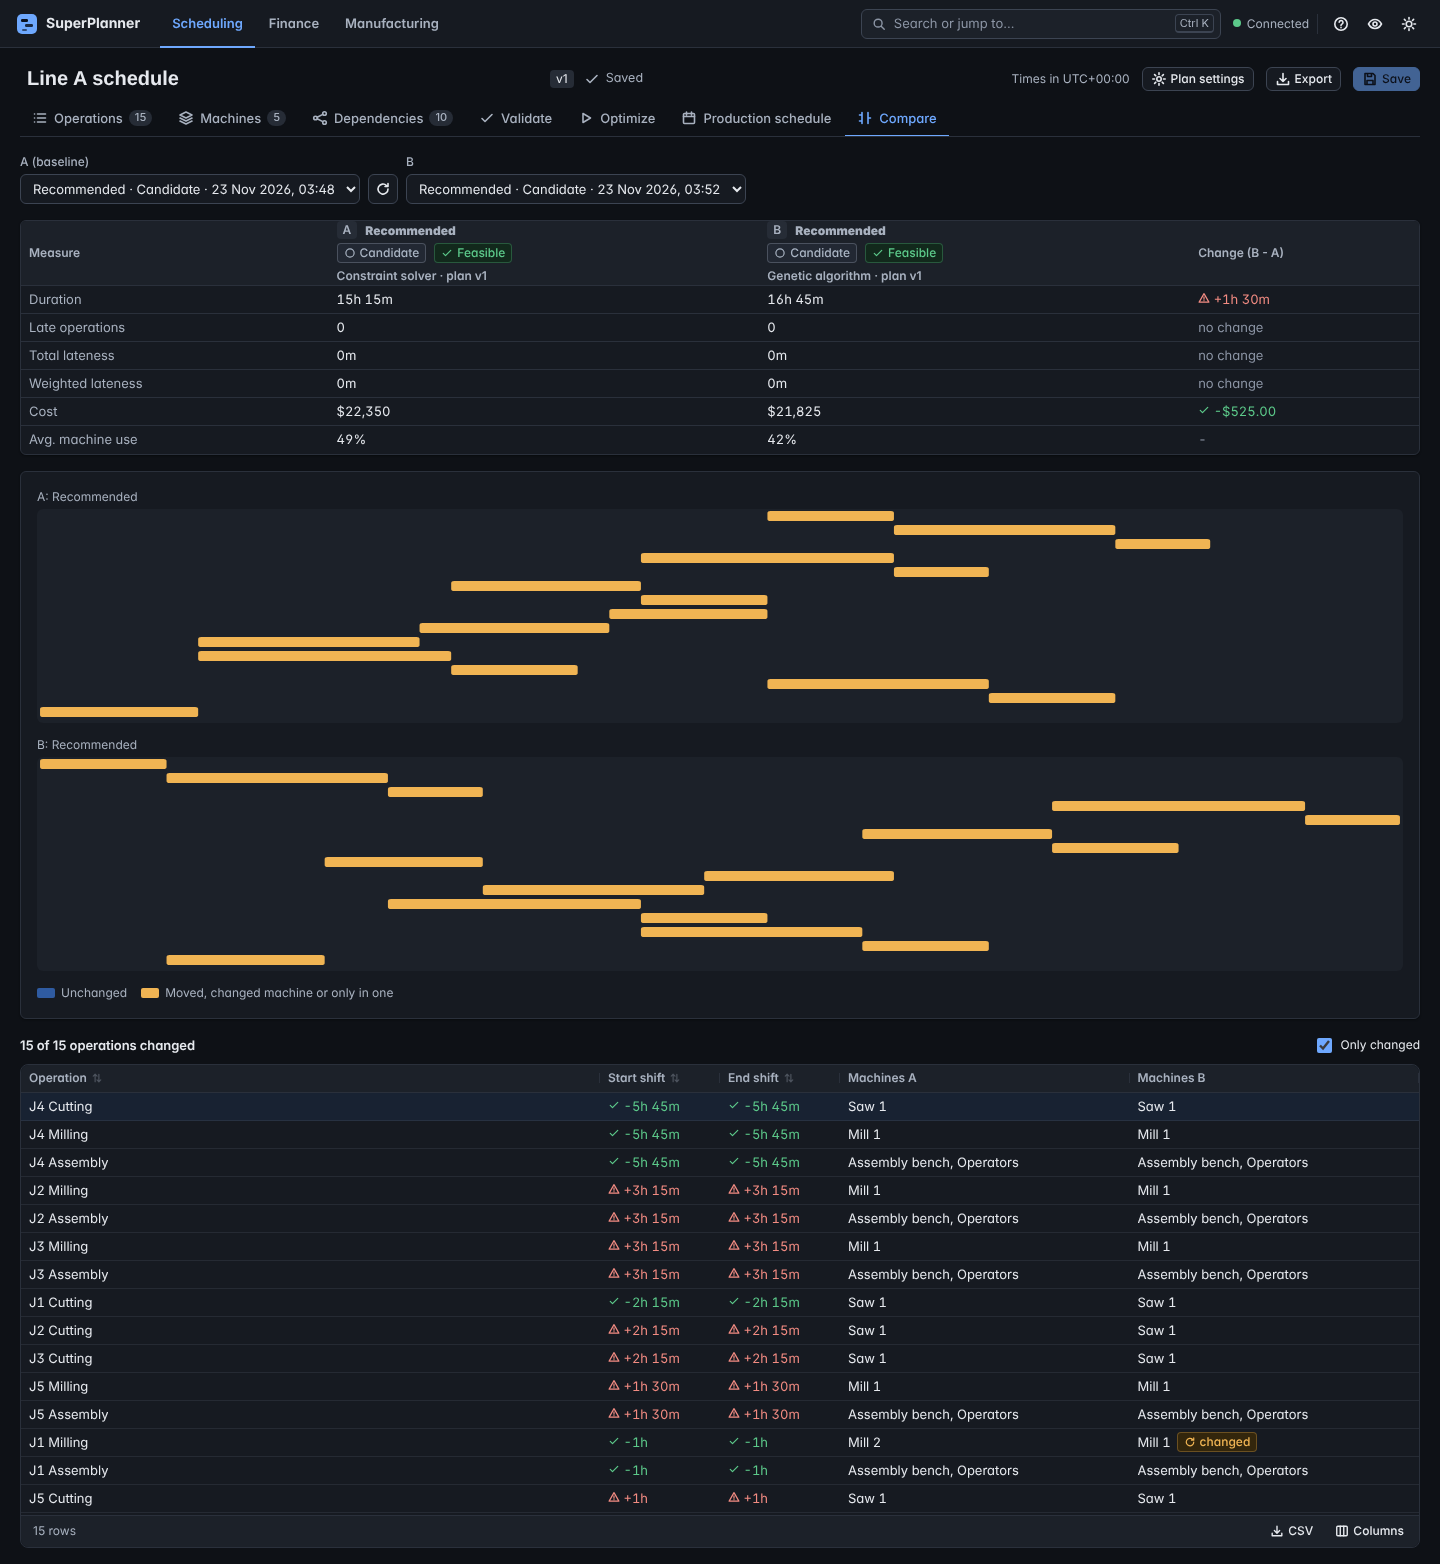 SuperPlanner Scheduling Finance Manufacturing Search or jump to... Ctrl K Connected
Line A schedule v1 Saved Times in UTC+00:00 Plan settings Export Save
Operations 15 Machines 5 Dependencies 10 Validate Optimize Production schedule Compare
A (baseline) B
Recommended · Candidate · 23 Nov 2026, 03:48 Recommended · Candidate · 23 Nov 2026, 03:52
A Recommended B Recommended
Measure Candidate Feasible Candidate Feasible Change (B - A)
Constraint solver · plan v1 Genetic algorithm · plan v1
Duration 15h 15m 16h 45m +1h 30m
Late operations 0 0 no change
Total lateness 0m 0m no change
Weighted lateness 0m 0m no change
Cost $22,350 $21,825 -$525.00
Avg. machine use 49% 42% -
A: Recommended
B: Recommended
Unchanged Moved, changed machine or only in one
15 of 15 operations changed Only changed
Operation Start shift End shift Machines A Machines B
J4 Cutting -5h 45m -5h 45m Saw 1 Saw 1
J4 Milling -5h 45m -5h 45m Mill 1 Mill 1
J4 Assembly -5h 45m -5h 45m Assembly bench, Operators Assembly bench, Operators
J2 Milling +3h 15m +3h 15m Mill 1 Mill 1
J2 Assembly +3h 15m +3h 15m Assembly bench, Operators Assembly bench, Operators
J3 Milling +3h 15m +3h 15m Mill 1 Mill 1
J3 Assembly +3h 15m +3h 15m Assembly bench, Operators Assembly bench, Operators
J1 Cutting -2h 15m -2h 15m Saw 1 Saw 1
J2 Cutting +2h 15m +2h 15m Saw 1 Saw 1
J3 Cutting +2h 15m +2h 15m Saw 1 Saw 1
J5 Milling +1h 30m +1h 30m Mill 1 Mill 1
J5 Assembly +1h 30m +1h 30m Assembly bench, Operators Assembly bench, Operators
J1 Milling -1h -1h Mill 2 Mill 1 changed
J1 Assembly -1h -1h Assembly bench, Operators Assembly bench, Operators
J5 Cutting +1h +1h Saw 1 Saw 1
15 rows CSV Columns